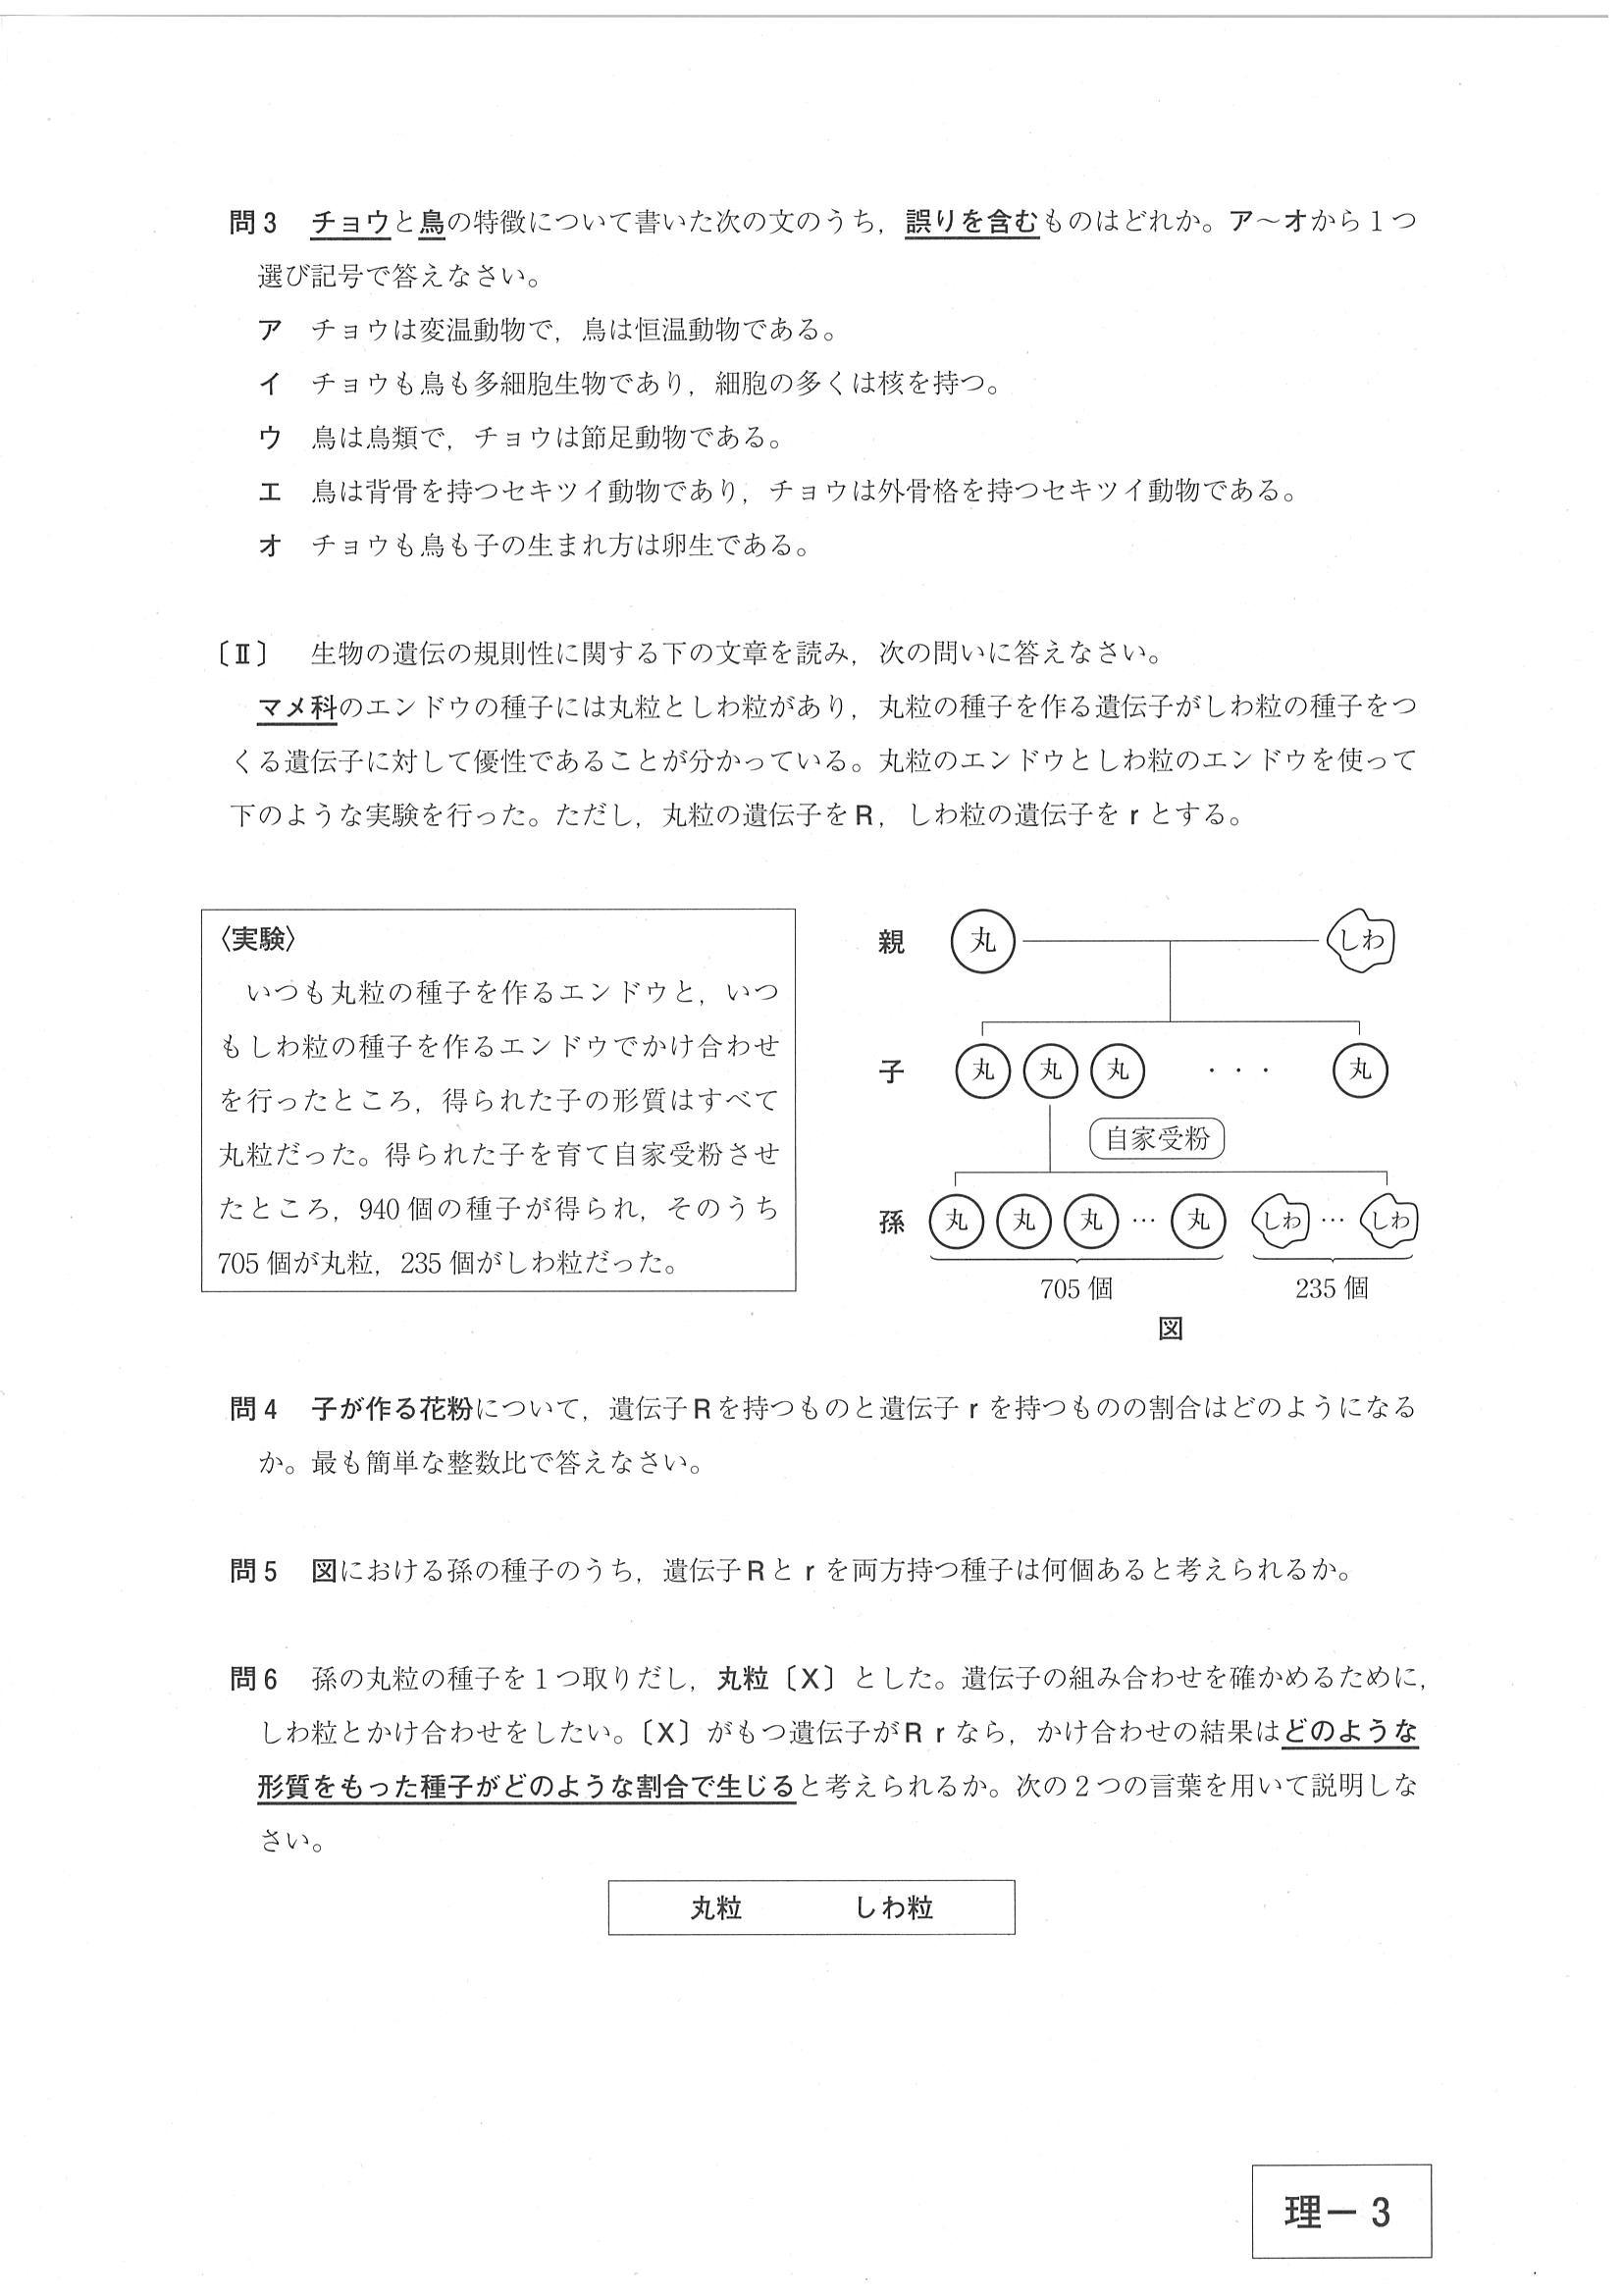 問3 チョウと鳥の特徴について書いた次の文のうち，誤りを含むものはどれか。ア～オから1つ
選び記号で答えなさい。
ア チョウは変温動物で，鳥は恒温動物である。
イ チョウも鳥も多細胞生物であり，細胞の多くは核を持つ。
ウ 鳥は鳥類で，チョウは節足動物である。
エ 鳥は背骨を持つセキツイ動物であり，チョウは外骨格を持つセキツイ動物である。
オ チョウも鳥も子の生まれ方は卵生である。
〔Ⅱ〕 生物の遺伝の規則性に関する下の文章を読み，次の問いに答えなさい。
マメ科のエンドウの種子には丸粒としわ粒があり，丸粒の種子を作る遺伝子がしわ粒の種子をつ
くる遺伝子に対して優性であることが分かっている。丸粒のエンドウとしわ粒のエンドウを使って
下のような実験を行った。ただし，丸粒の遺伝子をR，しわ粒の遺伝子をrとする。
〈実験〉
いつも丸粒の種子を作るエンドウと，いつ
もしわ粒の種子を作るエンドウでかけ合わせ
を行ったところ，得られた子の形質はすべて
丸粒だった。得られた子を育て自家受粉させ
たところ，940個の種子が得られ，そのうち
705個が丸粒，235個がしわ粒だった。
親 丸 しわ
子 丸 丸 丸 ・・・ 丸
自家受粉
孫 丸 丸 丸 … 丸 しわ … しわ
705個 235個
図
問4 子が作る花粉について，遺伝子Rを持つものと遺伝子rを持つものの割合はどのようになる
か。最も簡単な整数比で答えなさい。
問5 図における孫の種子のうち，遺伝子Rとrを両方持つ種子は何個あると考えられるか。
問6 孫の丸粒の種子を1つ取りだし，丸粒〔X〕とした。遺伝子の組み合わせを確かめるために，
しわ粒とかけ合わせをしたい。〔X〕がもつ遺伝子がRrなら，かけ合わせの結果はどのような
形質をもった種子がどのような割合で生じると考えられるか。次の2つの言葉を用いて説明しな
さい。
丸粒 しわ粒
理－3